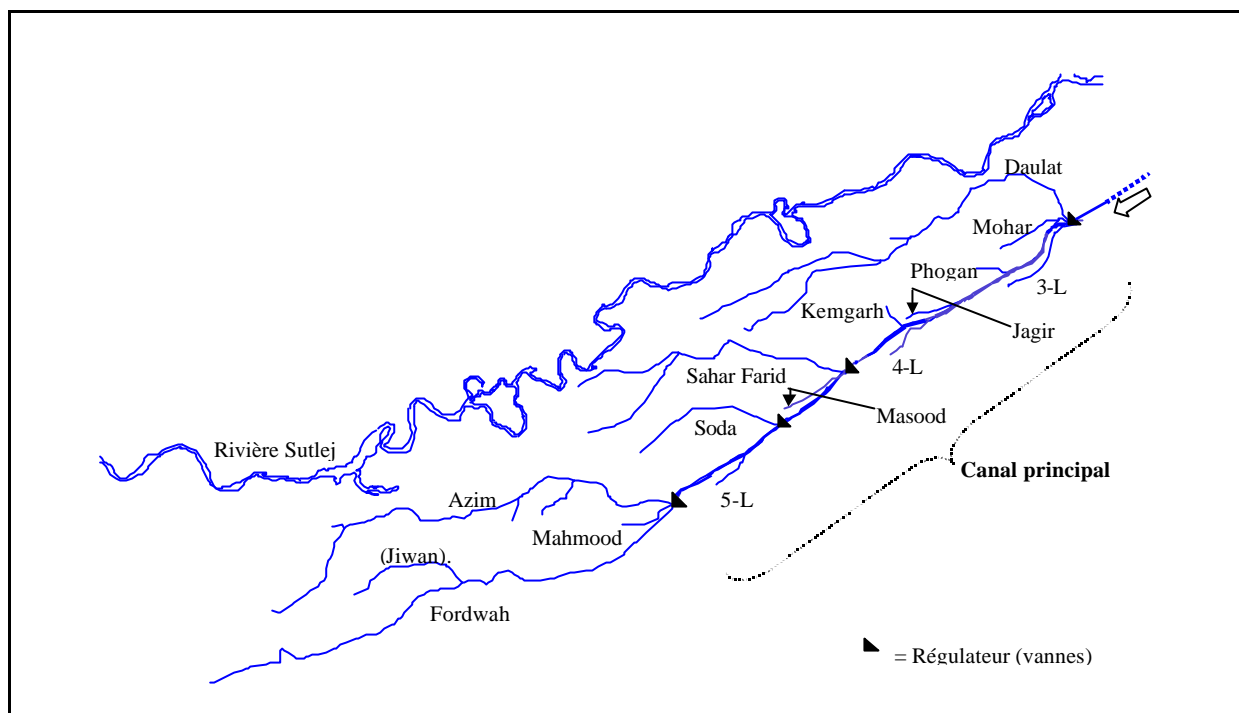 Daulat
Mohar
Phogan
3-L
Kemgarh
Jagir
4-L
Sahar Farid
Masood
Soda
Rivière Sutlej
Canal principal
Azim
5-L
Mahmood
(Jiwan).
Fordwah
= Régulateur (vannes)